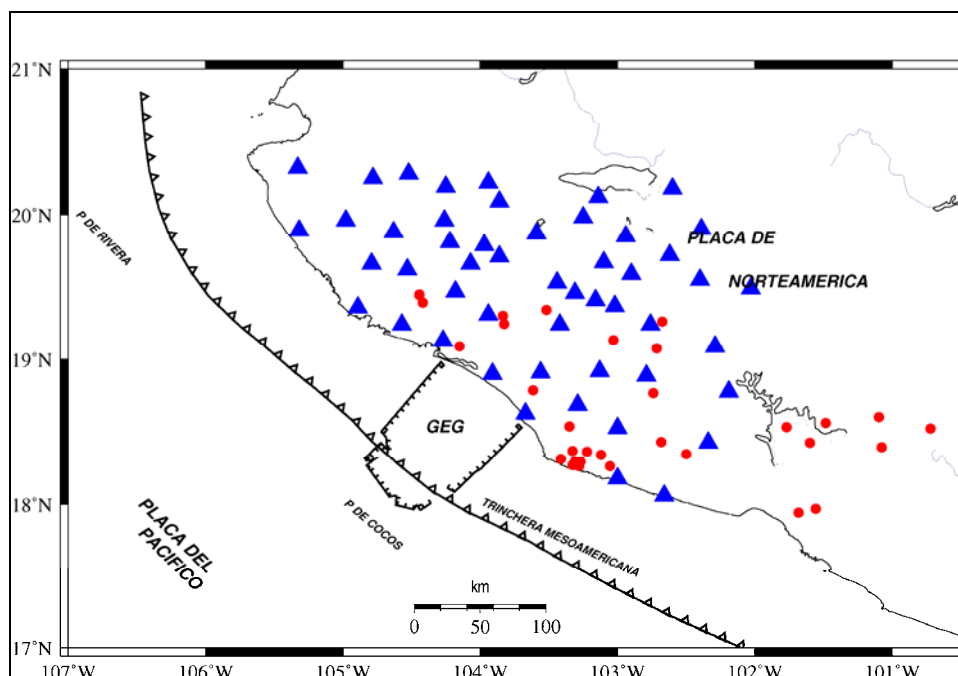 21°N
20°N
19°N
18°N
17°N
P DE RIVERA
PLACA DE
NORTEAMERICA
GEG
P DE COCOS
TRINCHERA MESOAMERICANA
PLACA DEL
PACIFICO
km
0 50 100
107°W 106°W 105°W 104°W 103°W 102°W 101°W